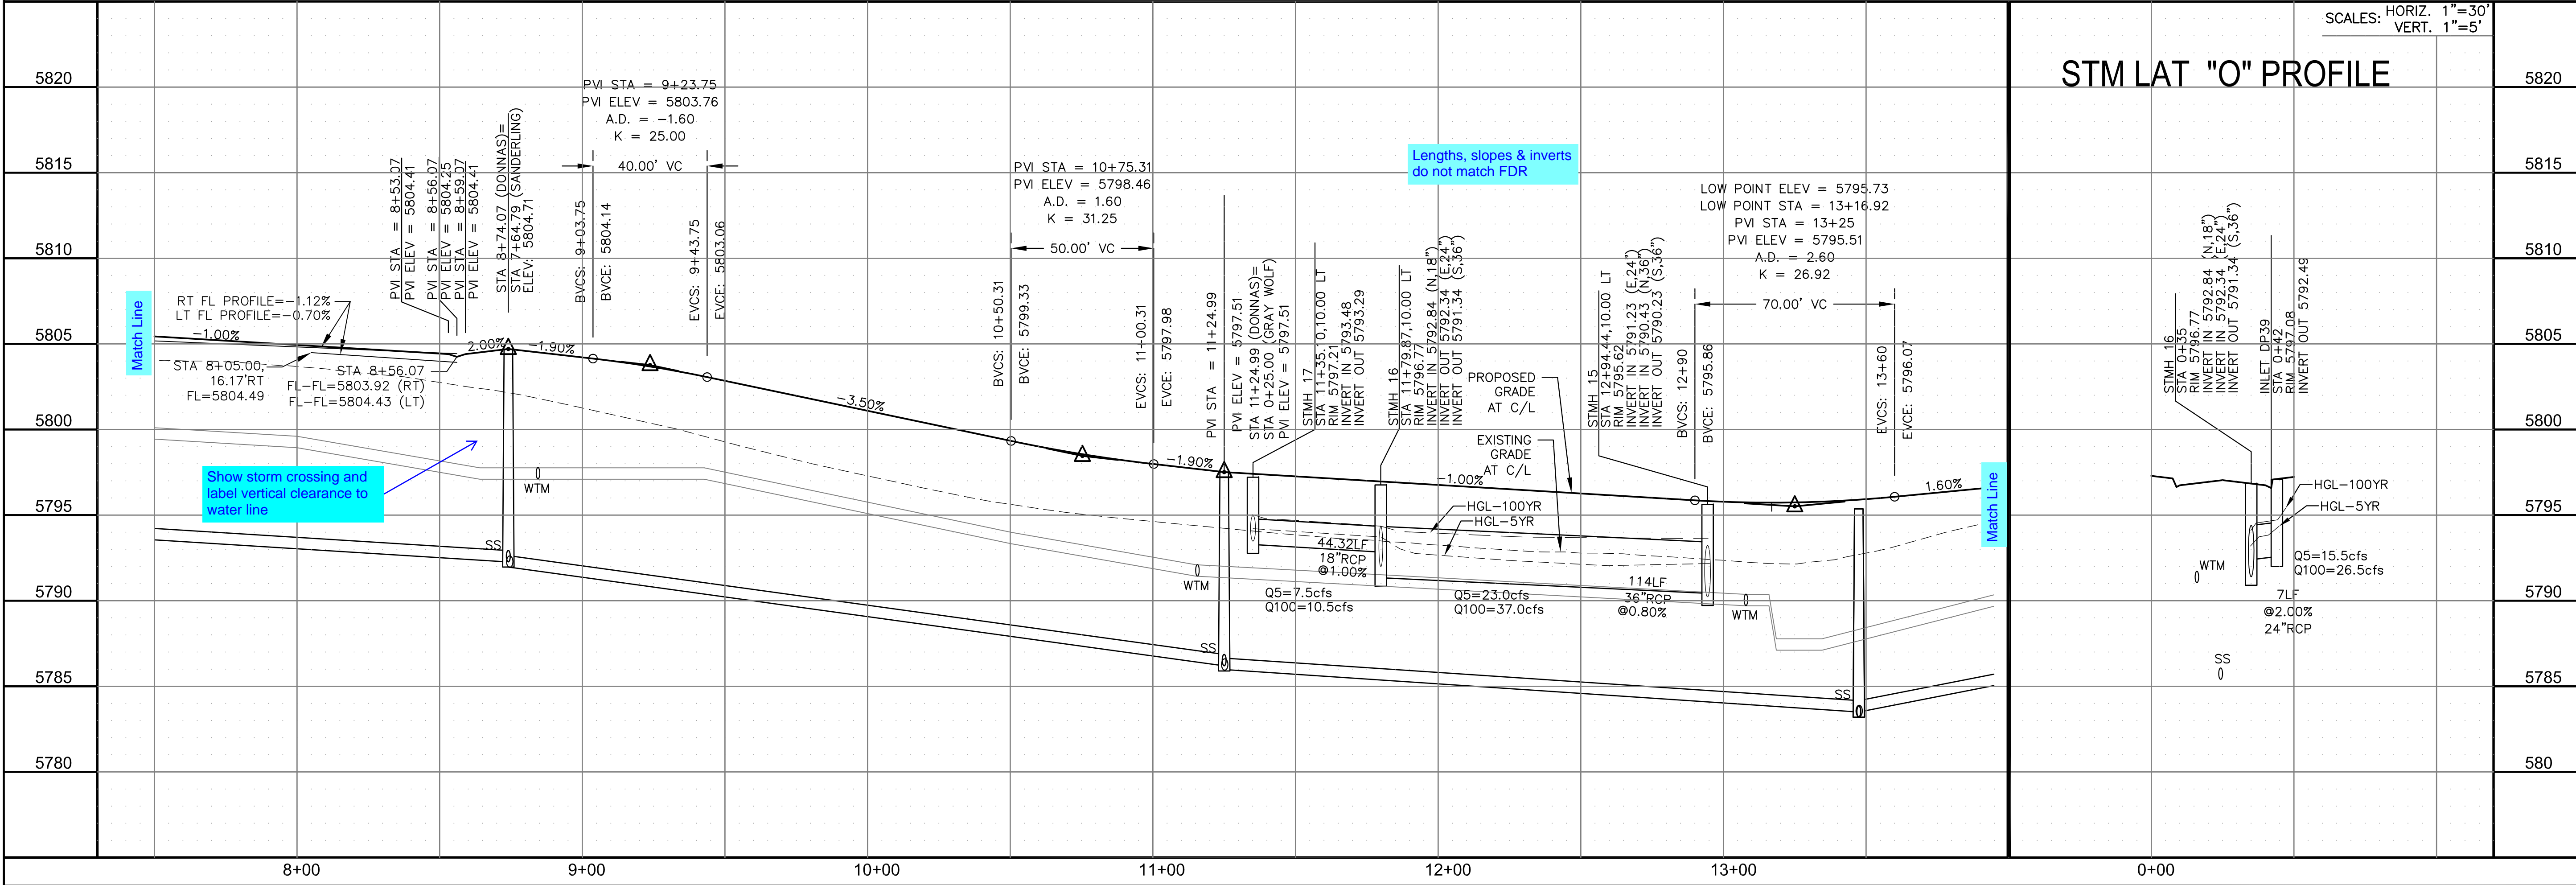 SCALES: HORIZ. 1"=30'
VERT. 1"=5'
STM LAT "O" PROFILE
5820
5815
5810
5805
5800
5795
5790
5785
5780
5820
5815
5810
5805
5800
5795
5790
5785
580
Match Line
RT FL PROFILE=-1.12%
LT FL PROFILE=-0.70%
-1.00%
STA 8+05.00,
16.17'RT
FL=5804.49
STA 8+56.07
FL-FL=5803.92 (RT)
FL-FL=5804.43 (LT)
Show storm crossing and
label vertical clearance to
water line
PVI STA = 8+53.07
PVI ELEV = 5804.41
PVI STA = 8+56.07
PVI ELEV = 5804.25
PVI STA = 8+59.07
PVI ELEV = 5804.41
STA 8+74.07 (DONNAS)=
STA 7+64.79 (SANDERLING)
ELEV: 5804.71
2.00%
-1.90%
SS
WTM
PVI STA = 9+23.75
PVI ELEV = 5803.76
A.D. = -1.60
K = 25.00
40.00' VC
BVCS: 9+03.75
BVCE: 5804.14
EVCS: 9+43.75
EVCE: 5803.06
-3.50%
PVI STA = 10+75.31
PVI ELEV = 5798.46
A.D. = 1.60
K = 31.25
50.00' VC
BVCS: 10+50.31
BVCE: 5799.33
EVCS: 11+00.31
EVCE: 5797.98
-1.90%
WTM
PVI STA = 11+24.99
PVI ELEV = 5797.51
STA 11+24.99 (DONNAS)=
STA 0+25.00 (GRAY WOLF)
PVI ELEV = 5797.51
SS
STMH 17
STA 11+35.10,10.00 LT
RIM 5797.21
INVERT IN 5793.48
INVERT OUT 5793.29
44.32LF
18"RCP
@1.00%
Q5=7.5cfs
Q100=10.5cfs
Lengths, slopes & inverts
do not match FDR
STMH 16
STA 11+79.87,10.00 LT
RIM 5796.77
INVERT IN 5792.84 (N,18")
INVERT IN 5792.34 (E,24")
INVERT OUT 5791.34 (S,36")
PROPOSED
GRADE
AT C/L
EXISTING
GRADE
AT C/L
-1.00%
HGL-100YR
HGL-5YR
Q5=23.0cfs
Q100=37.0cfs
114LF
36"RCP
@0.80%
STMH 15
STA 12+94.44,10.00 LT
RIM 5795.62
INVERT IN 5791.23 (E,24")
INVERT IN 5790.43 (N,36")
INVERT OUT 5790.23 (S,36")
LOW POINT ELEV = 5795.73
LOW POINT STA = 13+16.92
PVI STA = 13+25
PVI ELEV = 5795.51
A.D. = 2.60
K = 26.92
70.00' VC
BVCS: 12+90
BVCE: 5795.86
EVCS: 13+60
EVCE: 5796.07
WTM
SS
1.60%
Match Line
STMH 16
STA 0+35
RIM 5796.77
INVERT IN 5792.84 (N,18")
INVERT IN 5792.34 (E,24")
INVERT OUT 5791.34 (S,36")
INLET DP39
STA 0+42
RIM 5797.08
INVERT OUT 5792.49
HGL-100YR
HGL-5YR
Q5=15.5cfs
Q100=26.5cfs
WTM
7LF
@2.00%
24"RCP
SS
8+00
9+00
10+00
11+00
12+00
13+00
0+00